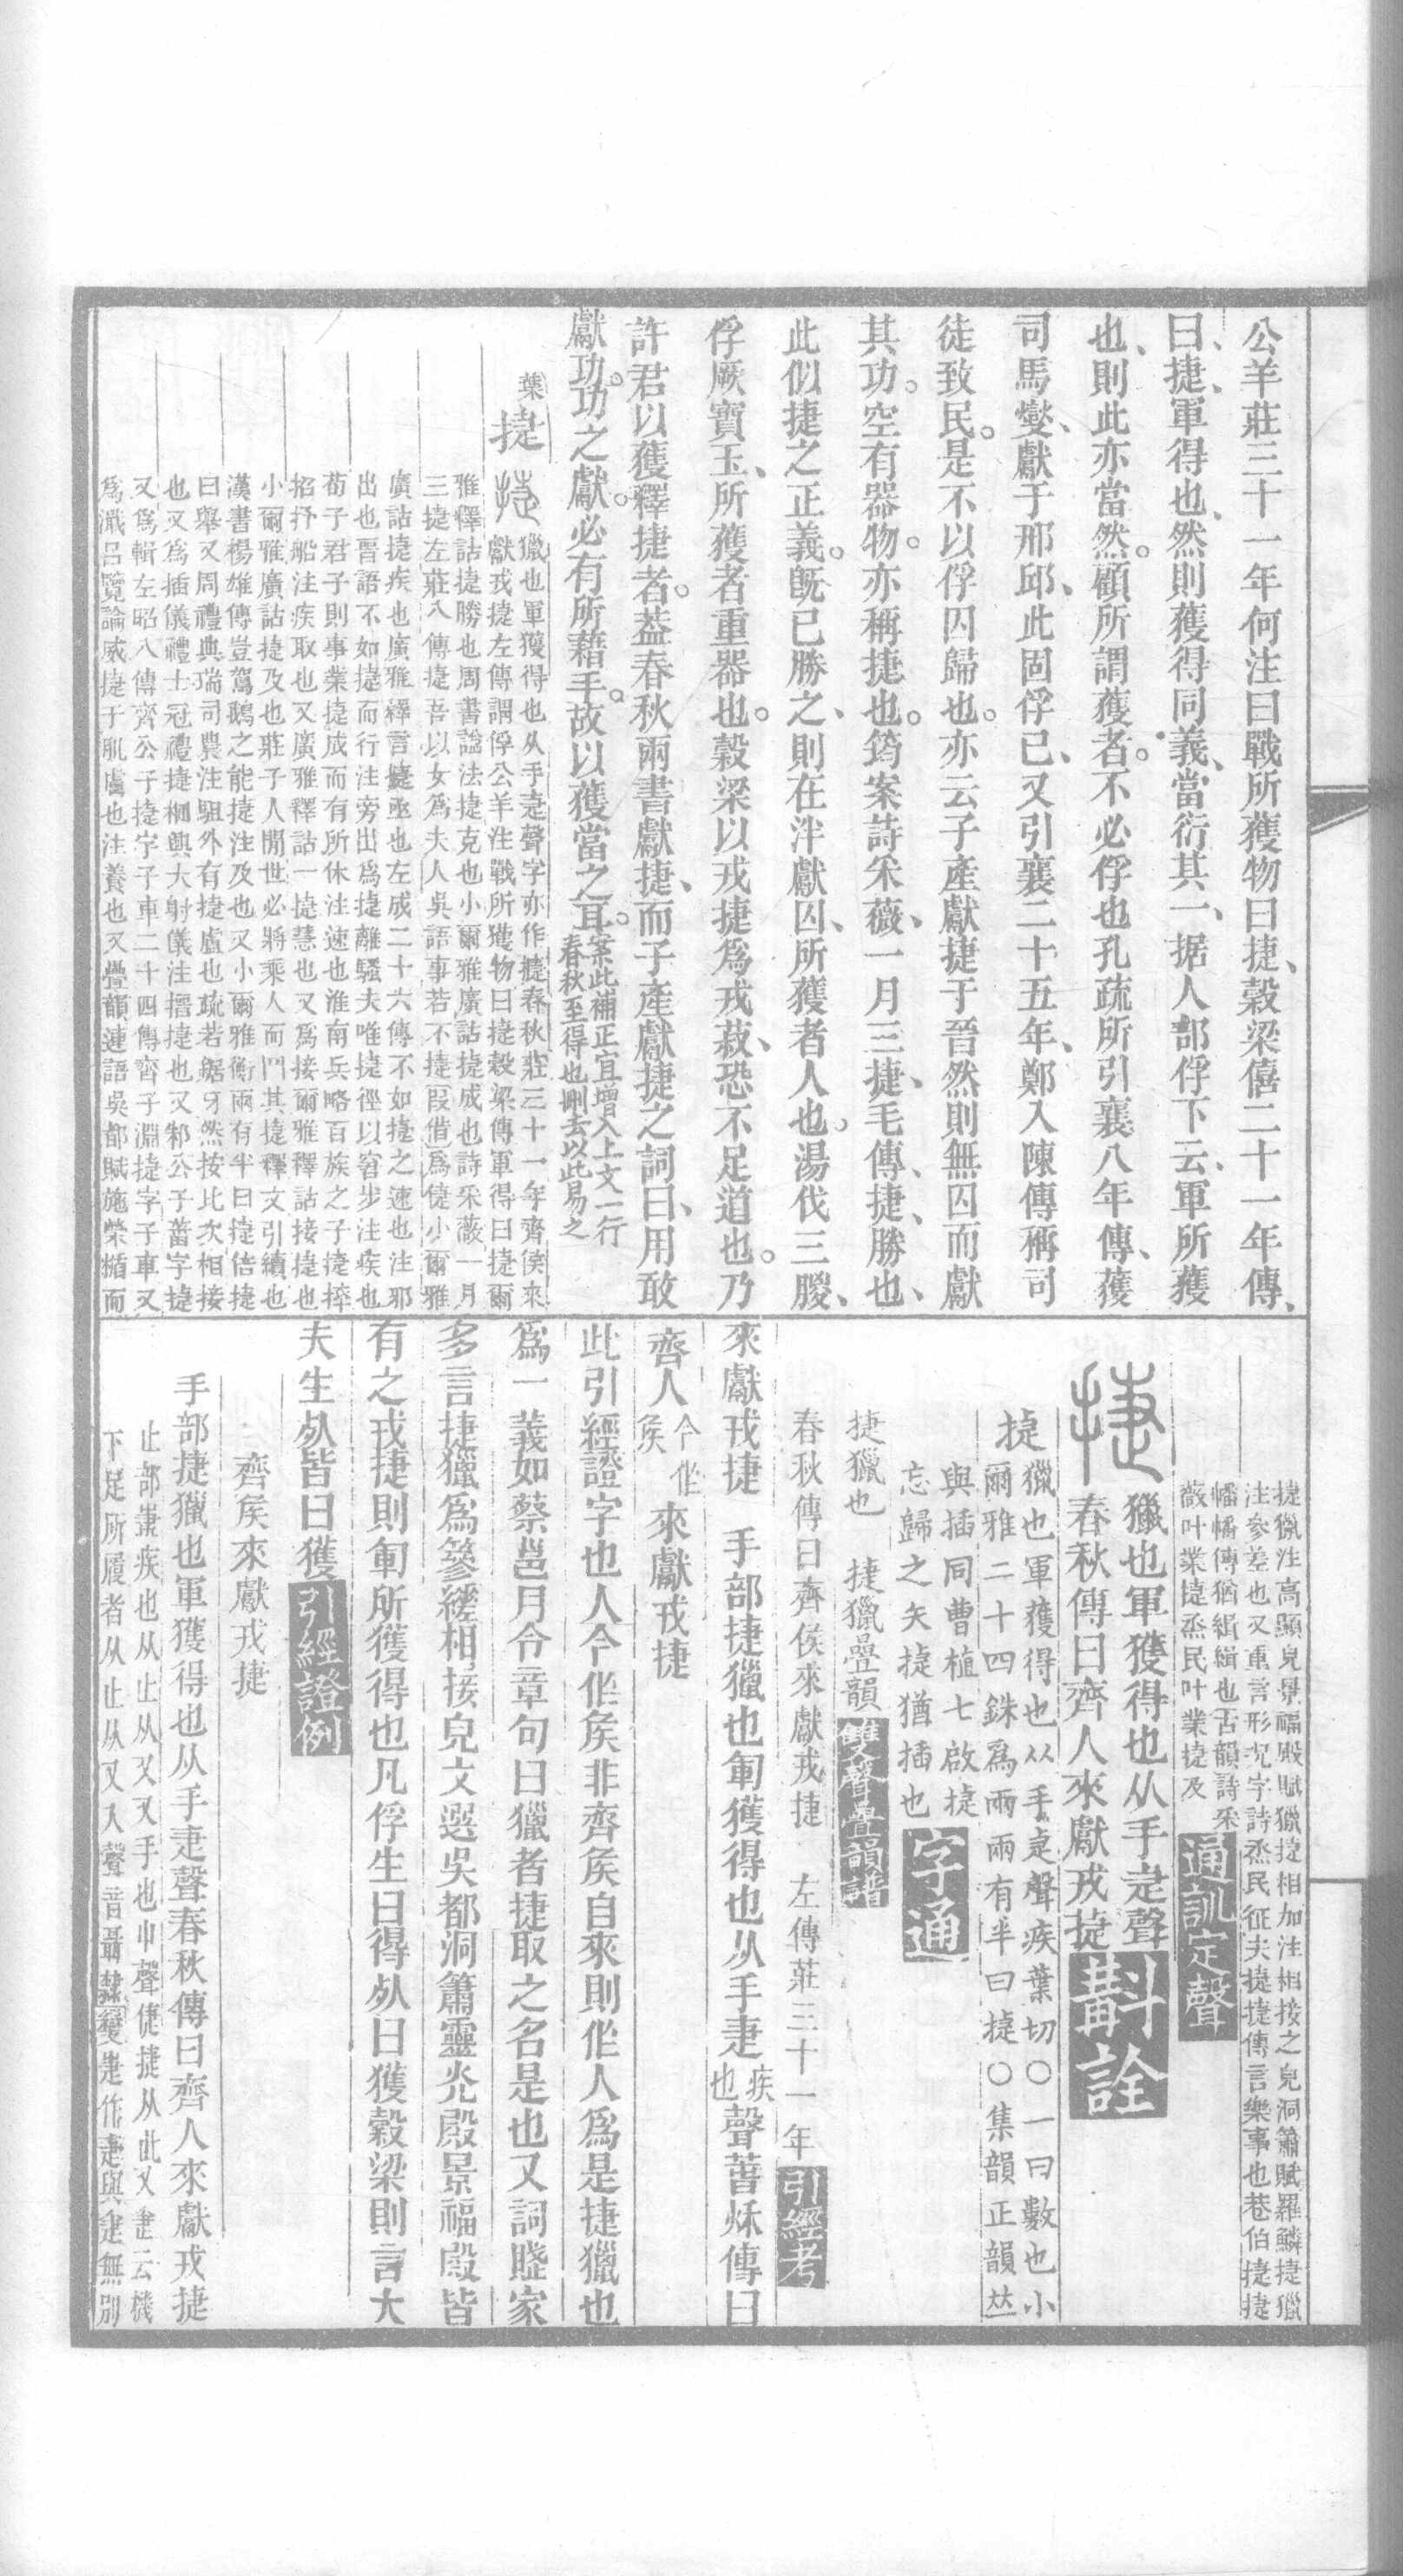 公羊莊三十一年何注曰戰所獲物曰捷、穀梁僖二十一年傳、
曰、捷、軍得也、然則獲得同義、當衍其一、据人部俘下云、軍所獲
也、則此亦當然。顧所謂獲者。不必俘也孔疏所引襄八年傳、獲
司馬燮、獻于邢邱、此固俘已、又引襄二十五年、鄭入陳傳稱司
徒致民。是不以俘囚歸也。亦云子產獻捷于晉然則無囚而獻
其功。空有器物。亦稱捷也。筠案詩采薇、一月三捷、毛傳、捷、勝也、
此似捷之正義。旣已勝之、則在泮獻囚、所獲者人也。湯伐三朡、
俘厥寶玉、所獲者重器也。穀梁以戎捷爲戎菽、恐不足道也。乃
許君以獲釋捷者。葢春秋兩書獻捷、而子產獻捷之詞曰、用敢
獻功。功之獻。必有所藉手。故以獲當之耳。
案此補正宜增入上文一行
春秋至得也刪去以此易之
葉
捷
獵也軍獲得也从手疌聲字亦作㨗春秋莊三十一年齊侯來
獻戎捷左傳謂俘公羊注戰所獲物曰捷穀梁傳軍得曰捷爾
雅釋詁捷勝也周書諡法捷克也小爾雅廣詁捷成也詩采薇一月
三捷左莊八傳捷吾以女爲夫人吳語事若不捷叚借爲倢小爾雅
廣詁捷疾也廣雅釋言捷亟也左成二十六傳不如捷之速也注邪
出也晉語不如捷而行注旁出爲捷離騷夫唯捷徑以窘步注疾也
荀子君子則事業捷成而有所休注速也淮南兵略百族之子捷捽
招抒船注疾取也又廣雅釋詁一捷慧也又爲接爾雅釋詁接捷也
小爾雅廣詁捷及也莊子人閒世必將乘人而鬥其捷釋文引續也
漢書楊雄傳豈駕鵝之能捷注及也又小爾雅衡兩有半曰捷倍捷
曰舉又周禮典瑞司農注駔外有捷盧也疏若鋸牙然按比次相接
也又爲插儀禮士冠禮捷柶興大射儀注搢捷也又邾公子菑字捷
又爲輯左昭八傳齊公子捷字子車二十四傳齊子淵捷字子車又
爲濈呂覽論威捷于肌膚也注養也又疊韻連語吳都賦施榮楯而
捷獵注高顯皃景福殿賦獵捷相加注相接之皃洞簫賦羅鱗捷獵
注參差也又重言形況字詩烝民征夫捷捷傳言樂事也巷伯捷捷
幡幡傳猶緝緝也古韻詩采
薇叶業捷烝民叶業捷及
通訓定聲
獵也軍獲得也从手疌聲
春秋傳曰齊人來獻戎捷
斠詮
捷
獵也軍獲得也从手疌聲疾葉切○一曰數也小
爾雅二十四銖爲兩兩有半曰捷○集韻正韻𠀤
與插同曹植七啟捷
忘歸之矢捷猶插也
字通
捷獵也 捷獵疊韻
雙聲疊韻譜
春秋傳曰齊侯來獻戎捷 左傳莊三十一年
引經考
來獻戎捷 手部捷獵也軍獲得也从手疌疾也聲萅秌傳曰
齊人今作矦來獻戎捷
此引經證字也人今作矦非齊矦自來則作人爲是捷獵也
爲一義如蔡邕月令章句曰獵者捷取之名是也又詞賦家
多言捷獵爲參縒相接皃文選吳都洞簫靈光殿景福殿皆
有之戎捷則軍所獲得也凡俘生曰得死曰獲穀梁則言大
夫生死皆曰獲
引經證例
齊矦來獻戎捷
手部捷獵也軍獲得也从手疌聲春秋傳曰齊人來獻戎捷
止部疌疾也从止从又又手也屮聲倢捷从此又疌云機
下足所履者从止从又入聲音聶隸變疌作疌與疌無別